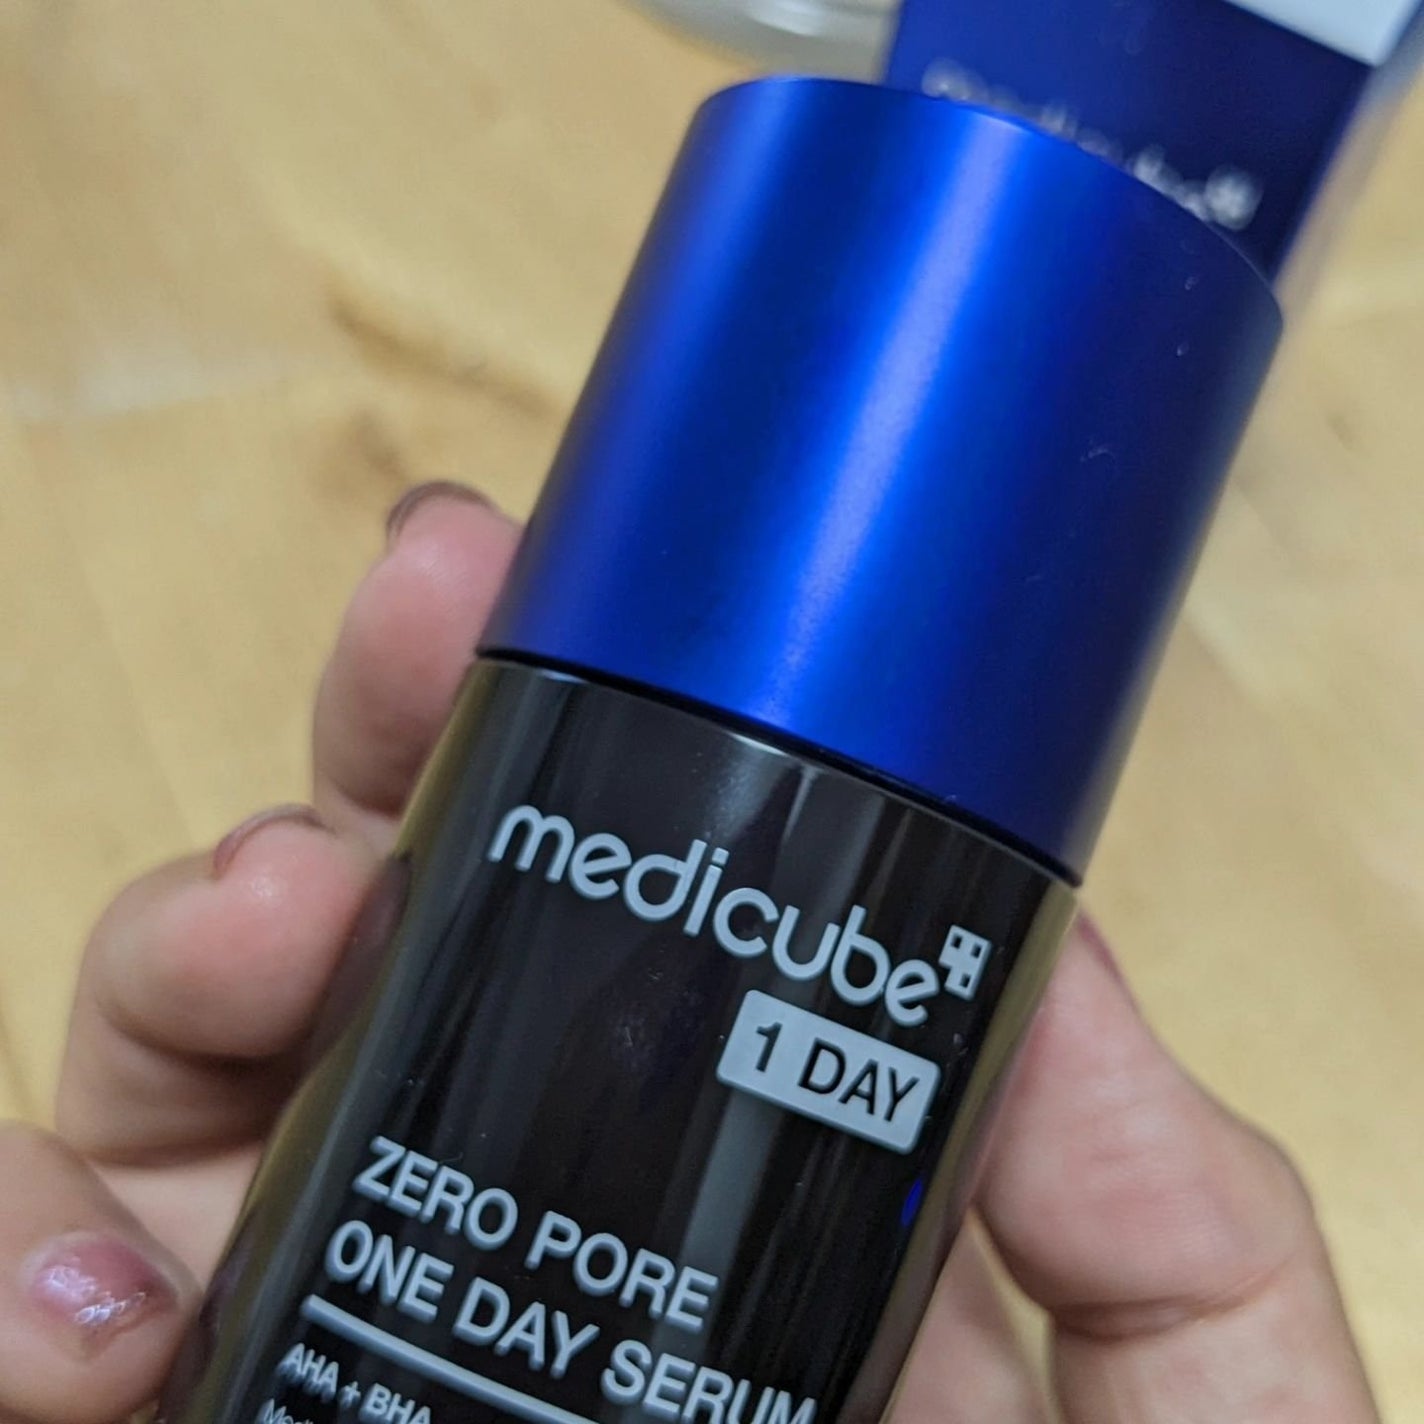 medicube
1 DAY
ZERO PORE
ONE DAY SERUM
AHA + BHA